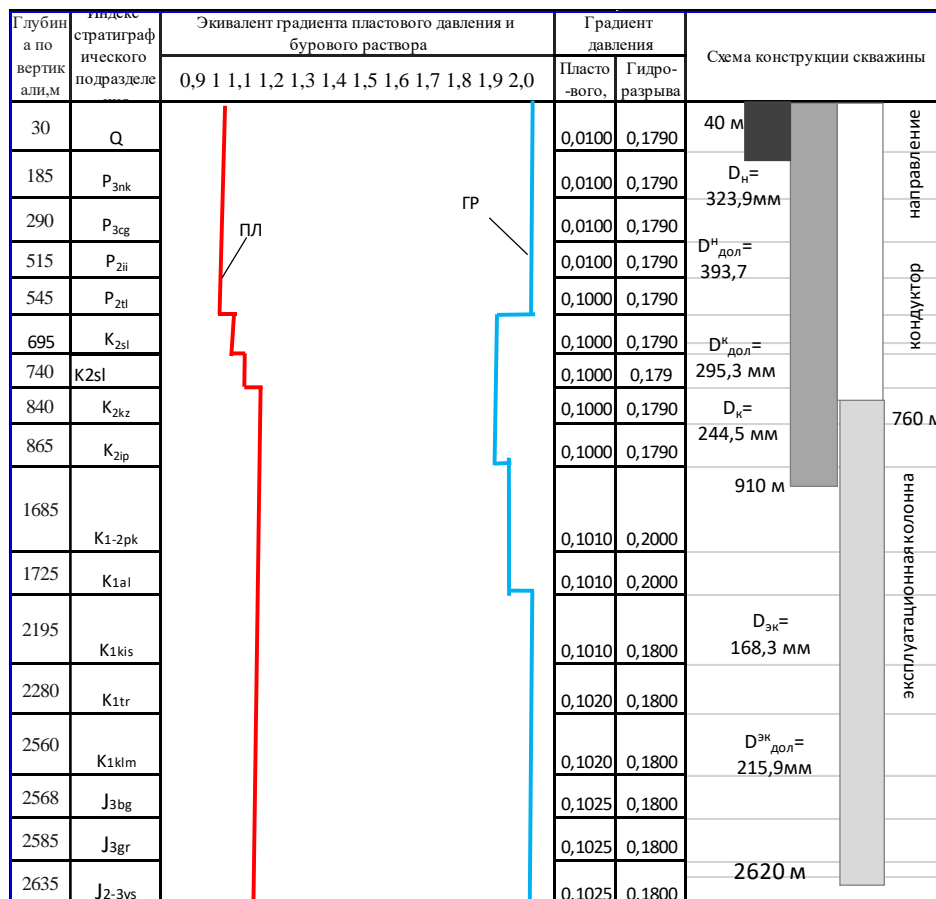 Глубин
а по
вертик
али,м
Индекс
стратиграф
ического
подразделе
Экивалент градиента пластового давления и
бурового раствора
0,9 1 1,1 1,2 1,3 1,4 1,5 1,6 1,7 1,8 1,9 2,0
Градиент
давления
Пласто
-вого,
Гидро-
разрыва
Схема конструкции скважины
30 Q 0,0100 0,1790
185 P3nk 0,0100 0,1790
290 P3cg 0,0100 0,1790
515 P2ii 0,0100 0,1790
545 P2tl 0,1000 0,1790
695 K2sl 0,1000 0,1790
740 K2sl 0,1000 0,179
840 K2kz 0,1000 0,1790
865 K2ip 0,1000 0,1790
1685 K1-2pk 0,1010 0,2000
1725 K1al 0,1010 0,2000
2195 K1kis 0,1010 0,1800
2280 K1tr 0,1020 0,1800
2560 K1klm 0,1020 0,1800
2568 J3bg 0,1025 0,1800
2585 J3gr 0,1025 0,1800
2635 J2-3vs 0,1025 0,1800
ПЛ
ГР
40 м
Dн=
323,9мм
Dндол=
393,7
Dкдол=
295,3 мм
Dк=
244,5 мм
760 м
910 м
Dэк=
168,3 мм
Dэкдол=
215,9мм
2620 м
направление
кондуктор
эксплуатационная колонна